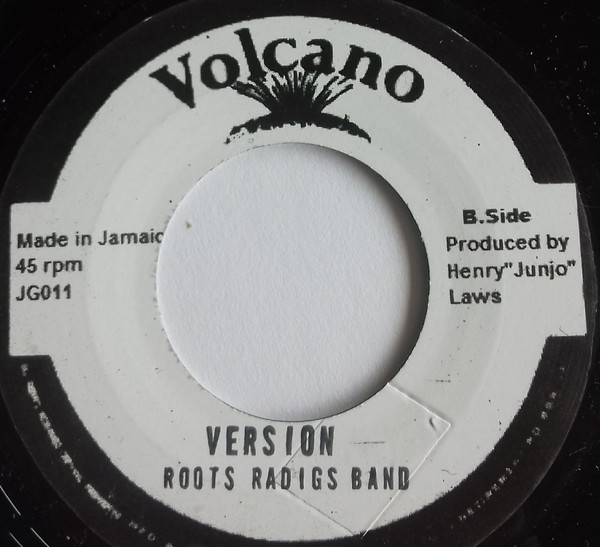 Volcano
Made in Jamaic
45 rpm
JG011
B.Side
Produced by
Henry"Junjo"
Laws
VERSION
ROOTS RADIGS BAND